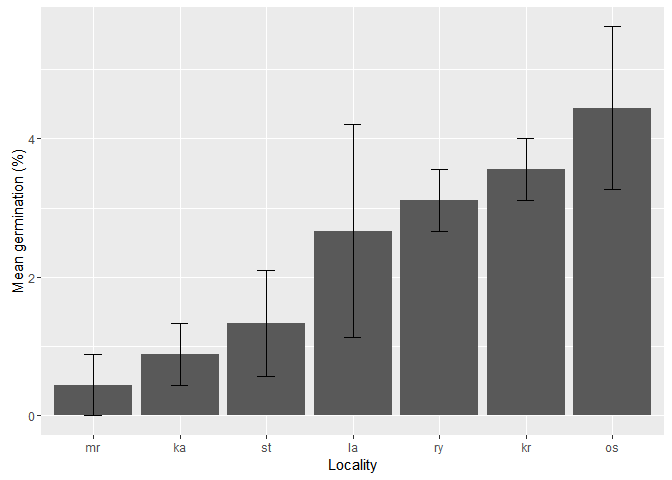 Mean germination (%)
4
2
0
mr ka st la ry kr os
Locality